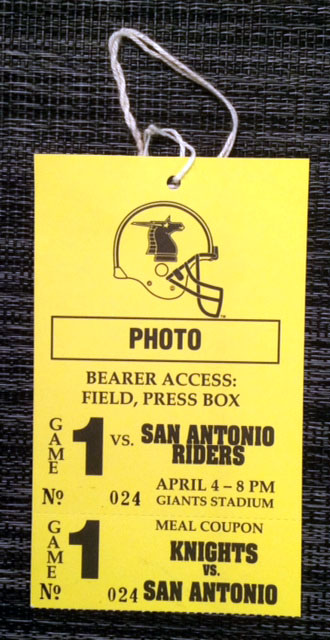 PHOTO
BEARER ACCESS:
FIELD, PRESS BOX
GAME 1 VS. SAN ANTONIO
RIDERS
APRIL 4 – 8 PM
No. 024 GIANTS STADIUM
GAME 1 MEAL COUPON
KNIGHTS
VS.
No. 024 SAN ANTONIO